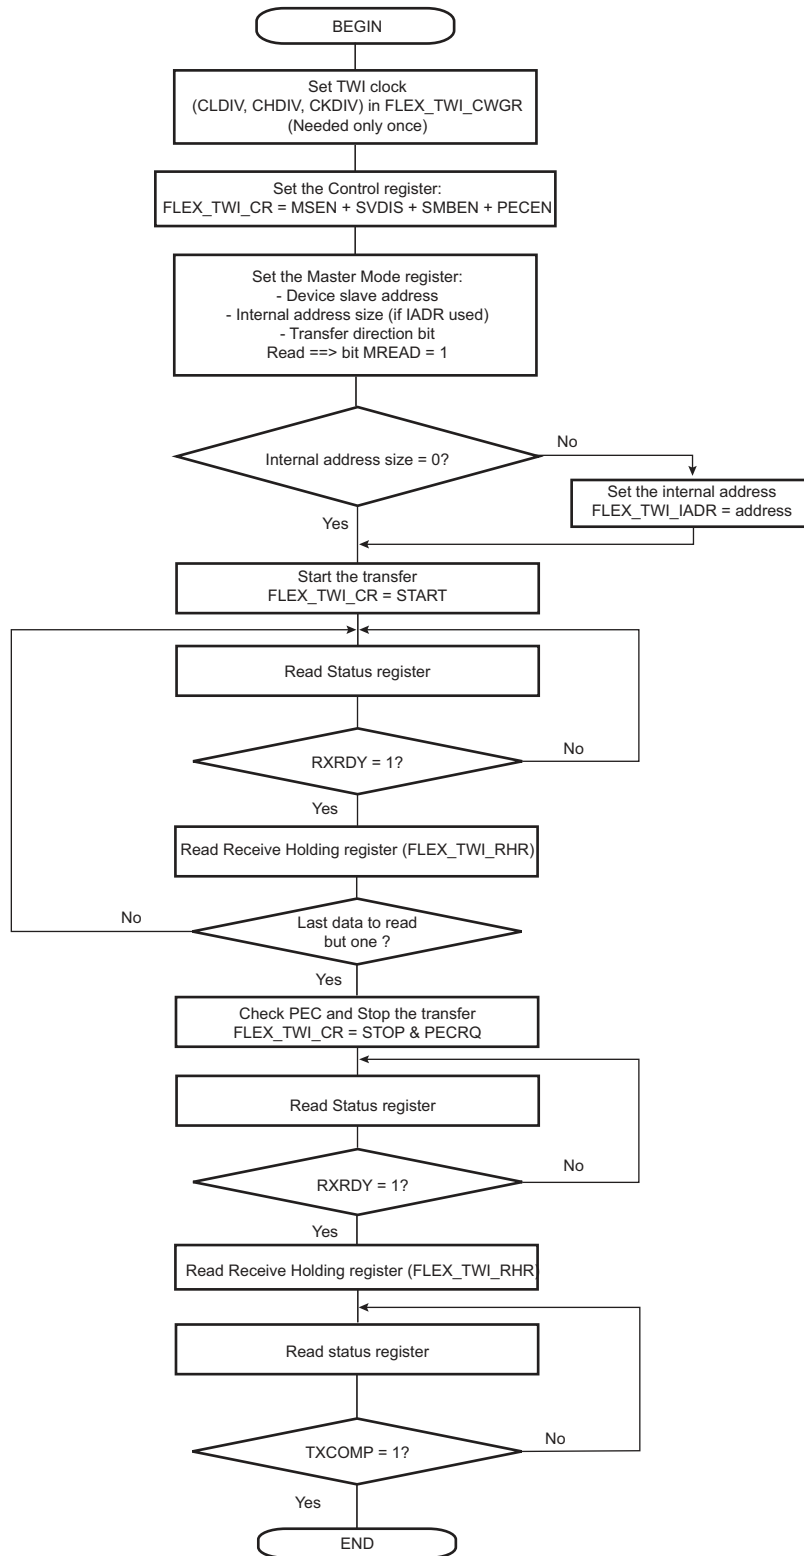 BEGIN
Set TWI clock
(CLDIV, CHDIV, CKDIV) in FLEX_TWI_CWGR
(Needed only once)
Set the Control register:
FLEX_TWI_CR = MSEN + SVDIS + SMBEN + PECEN
Set the Master Mode register:
- Device slave address
- Internal address size (if IADR used)
- Transfer direction bit
Read ==> bit MREAD = 1
Internal address size = 0?
No
Set the internal address
FLEX_TWI_IADR = address
Yes
Start the transfer
FLEX_TWI_CR = START
Read Status register
RXRDY = 1?
No
Yes
Read Receive Holding register (FLEX_TWI_RHR)
Last data to read
but one ?
No
Yes
Check PEC and Stop the transfer
FLEX_TWI_CR = STOP & PECRQ
Read Status register
RXRDY = 1?
No
Yes
Read Receive Holding register (FLEX_TWI_RHR)
Read status register
TXCOMP = 1?
No
Yes
END